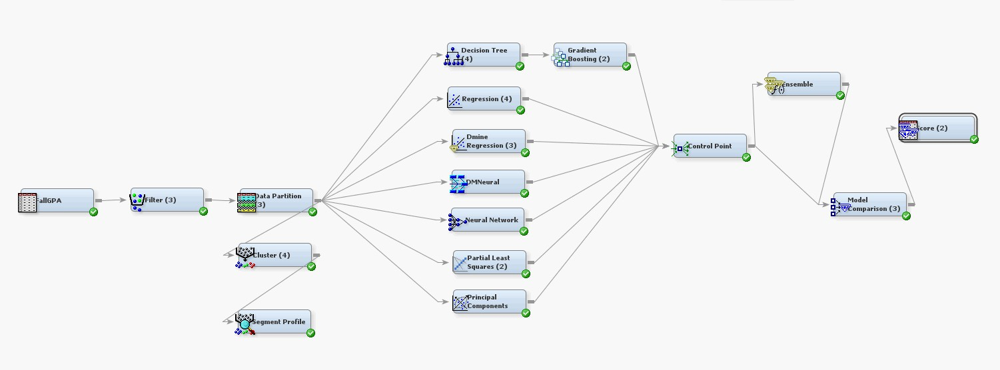 Decision Tree
(4)
Gradient
Boosting (2)
Ensemble
Regression (4)
Score (2)
Dmine
Regression (3)
Control Point
DMNeural
FallGPA
Filter (3)
Data Partition
(3)
Model
Comparison (3)
Neural Network
Cluster (4)
Partial Least
Squares (2)
Principal
Components
Segment Profile